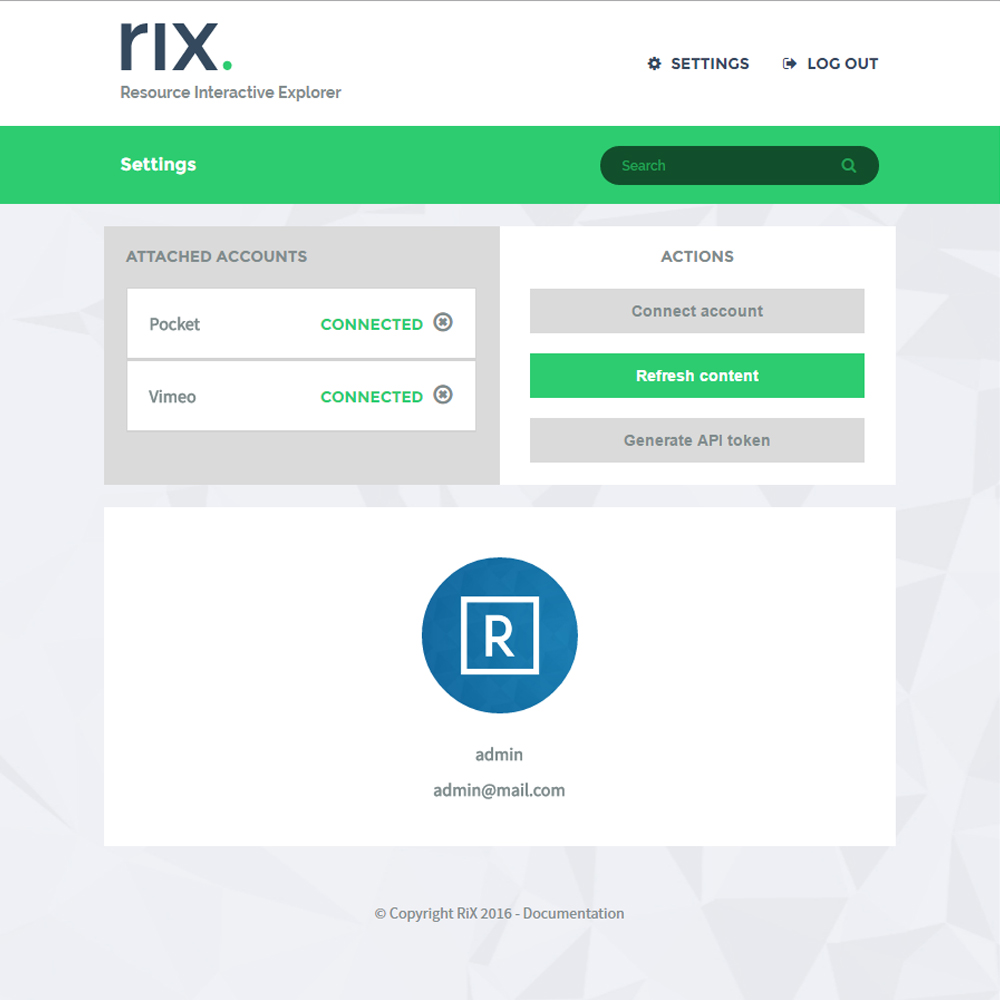 rıx.
Resource Interactive Explorer
SETTINGS
LOG OUT
Settings
Search
ATTACHED ACCOUNTS
Pocket CONNECTED
Vimeo CONNECTED
ACTIONS
Connect account
Refresh content
Generate API token
R
admin
admin@mail.com
© Copyright RiX 2016 - Documentation